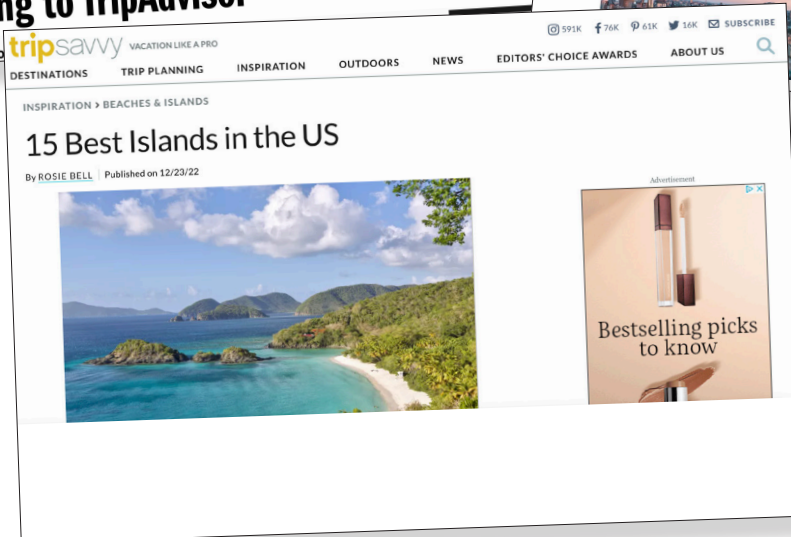 ng to TripAdvisor
tripsavvy VACATION LIKE A PRO
591K 76K 61K 16K SUBSCRIBE
DESTINATIONS TRIP PLANNING INSPIRATION OUTDOORS NEWS EDITORS' CHOICE AWARDS ABOUT US
INSPIRATION > BEACHES & ISLANDS
15 Best Islands in the US
By ROSIE BELL Published on 12/23/22
Advertisement
Bestselling picks
to know